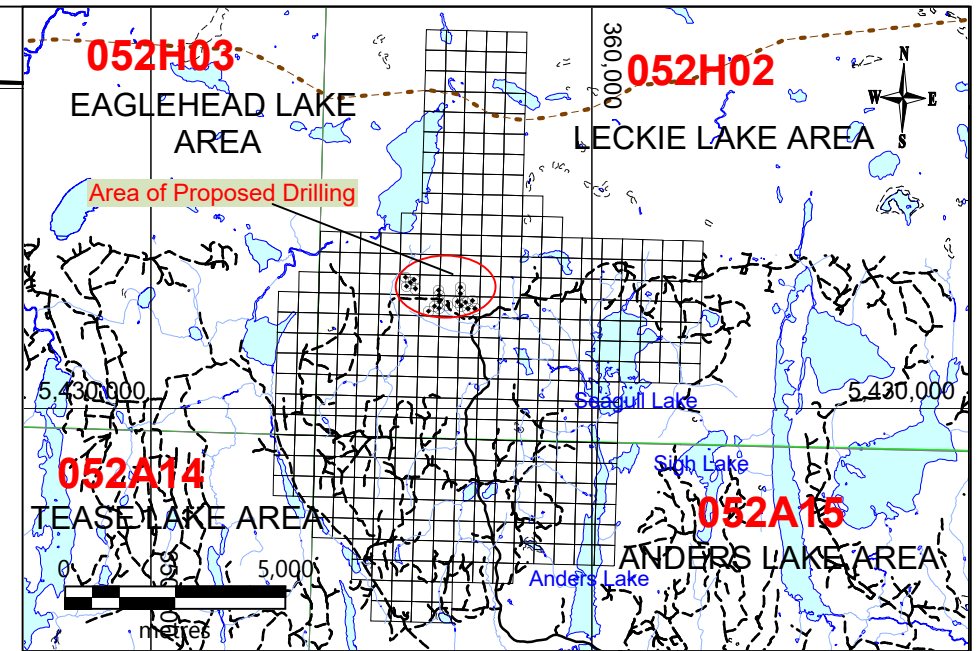 052H03
EAGLEHEAD LAKE
AREA
360,000
052H02
LECKIE LAKE AREA
N
W
E
S
Area of Proposed Drilling
5,430,000
5,430,000
Seagull Lake
Sigh Lake
052A14
TEASE LAKE AREA
052A15
ANDERS LAKE AREA
Anders Lake
0
5,000
metres